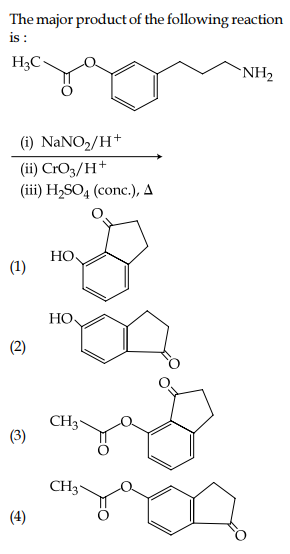 The major product of the following reaction
is :
H₃C
O
O
NH₂
(i) NaNO₂/H⁺
(ii) CrO₃/H⁺
(iii) H₂SO₄ (conc.), Δ
(1)
O
HO
(2)
HO
O
(3)
O
CH₃
O
O
(4)
CH₃
O
O
O